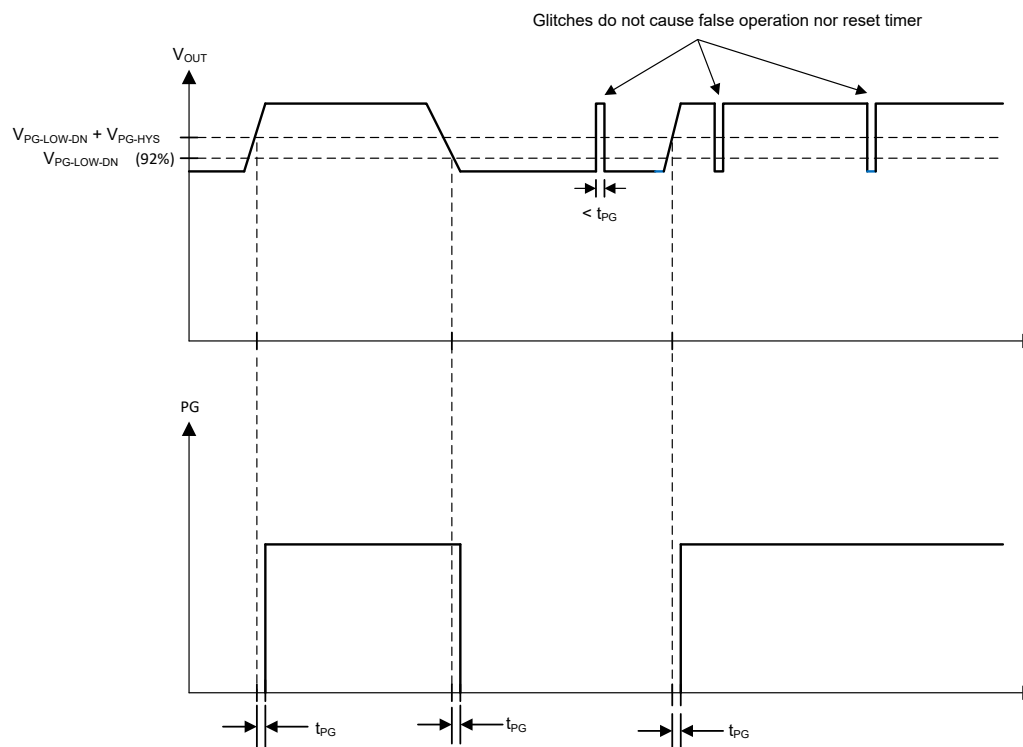 Glitches do not cause false operation nor reset timer
VOUT
VPG-LOW-DN + VPG-HYS
VPG-LOW-DN (92%)
< tPG
PG
tPG
tPG
tPG